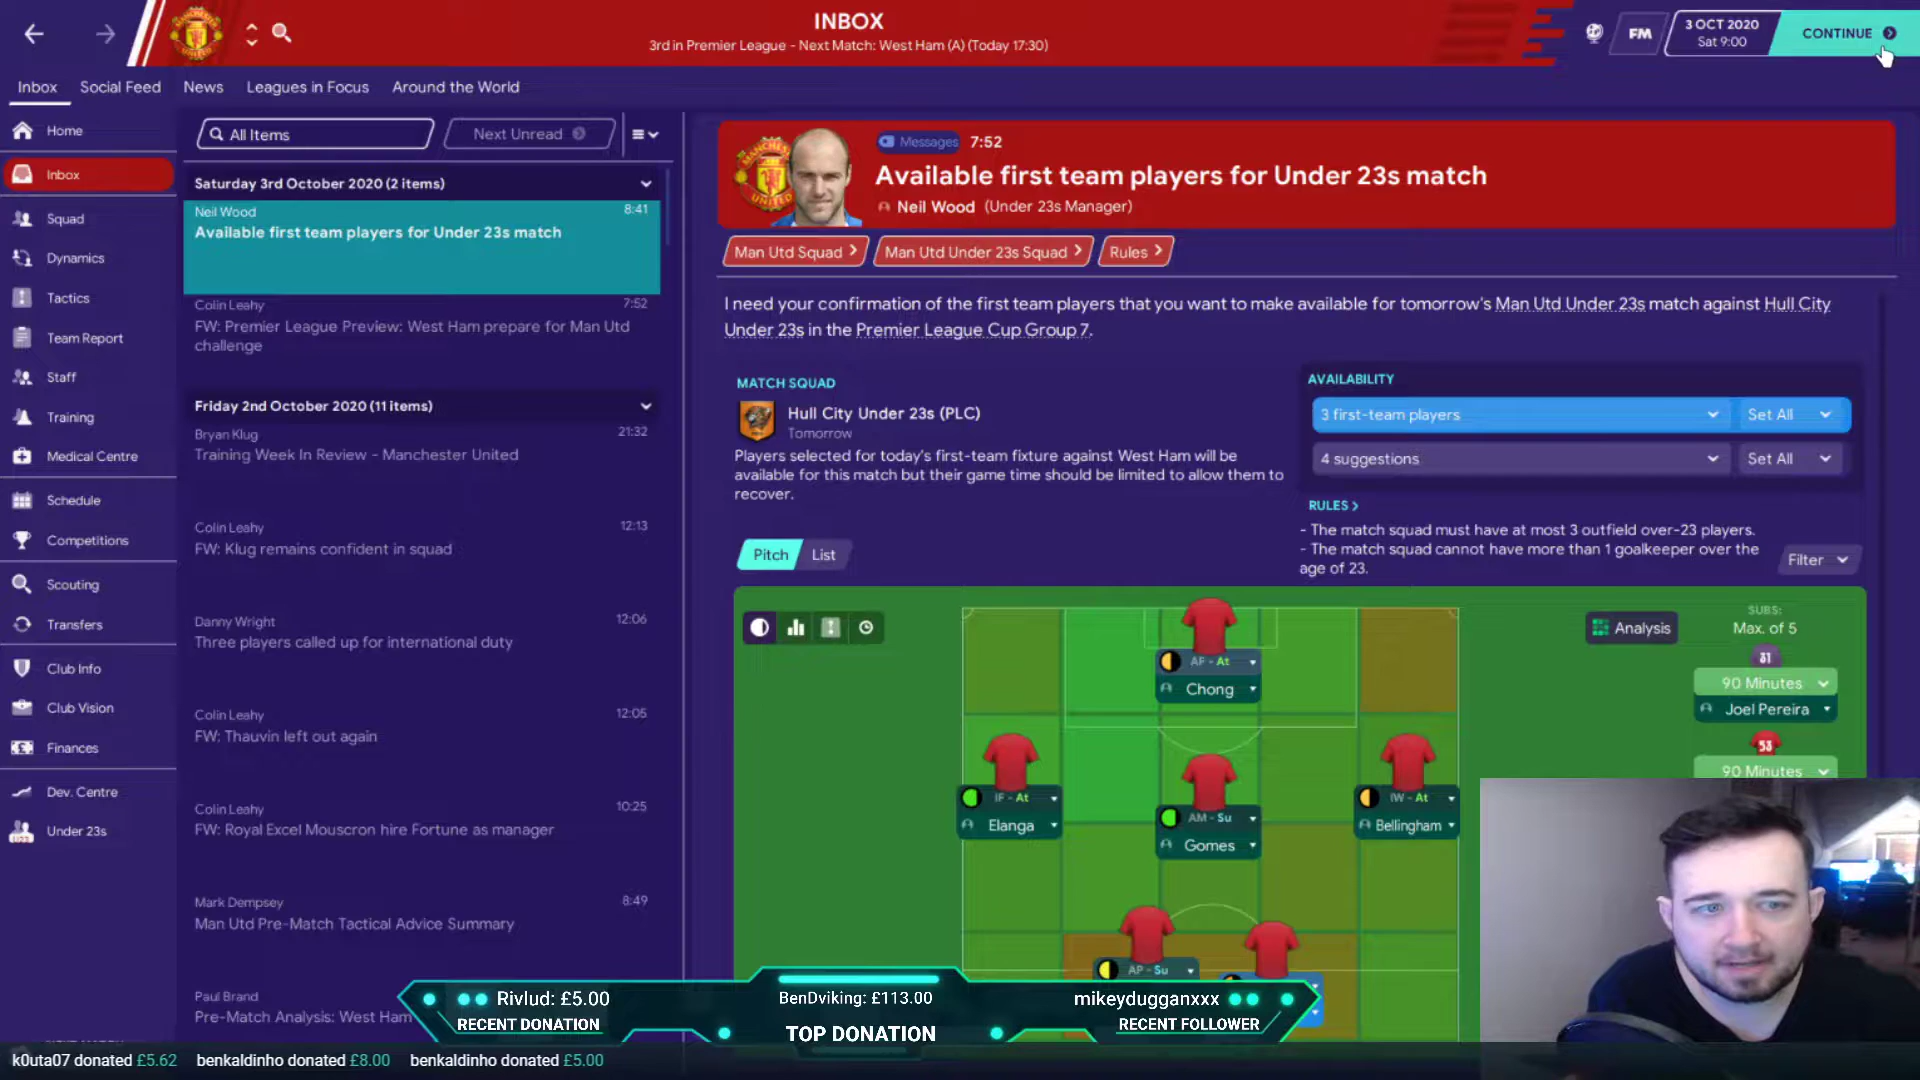 INBOX
3rd in Premier League - Next Match: West Ham (A) (Today 17:30)
FM
3 OCT 2020
Sat 9:00
CONTINUE
Inbox
Social Feed
News
Leagues in Focus
Around the World
Home
Inbox
Squad
Dynamics
Tactics
Team Report
Staff
Training
Medical Centre
Schedule
Competitions
Scouting
Transfers
Club Info
Club Vision
Finances
Dev. Centre
Under 23s
All Items
Next Unread
Saturday 3rd October 2020 (2 items)
Neil Wood 8:41
Available first team players for Under 23s match
Colin Leahy 7:52
FW: Premier League Preview: West Ham prepare for Man Utd
challenge
Friday 2nd October 2020 (11 items)
Bryan Klug 21:32
Training Week In Review - Manchester United
Colin Leahy 12:13
FW: Klug remains confident in squad
Danny Wright 12:06
Three players called up for international duty
Colin Leahy 12:05
FW: Thauvin left out again
Colin Leahy 10:25
FW: Royal Excel Mouscron hire Fortune as manager
Mark Dempsey 8:49
Man Utd Pre-Match Tactical Advice Summary
Paul Brand
Pre-Match Analysis: West Ham
Messages 7:52
Available first team players for Under 23s match
Neil Wood (Under 23s Manager)
Man Utd Squad
Man Utd Under 23s Squad
Rules
I need your confirmation of the first team players that you want to make available for tomorrow's Man Utd Under 23s match against Hull City
Under 23s in the Premier League Cup Group 7.
MATCH SQUAD
Hull City Under 23s (PLC)
Tomorrow
Players selected for today's first-team fixture against West Ham will be
available for this match but their game time should be limited to allow them to
recover.
AVAILABILITY
3 first-team players Set All
4 suggestions Set All
RULES >
- The match squad must have at most 3 outfield over-23 players.
- The match squad cannot have more than 1 goalkeeper over the
age of 23.
Filter
Pitch
List
Analysis
SUBS:
Max. of 5
31
90 Minutes
Joel Pereira
53
90 Minutes
AF - At
Chong
IF - At
Elanga
AM - Su
Gomes
IW - At
Bellingham
AP - Su
Rivlud: £5.00
RECENT DONATION
BenDviking: £113.00
TOP DONATION
mikeydugganxxx
RECENT FOLLOWER
k0uta07 donated £5.62
benkaldinho donated £8.00
benkaldinho donated £5.00